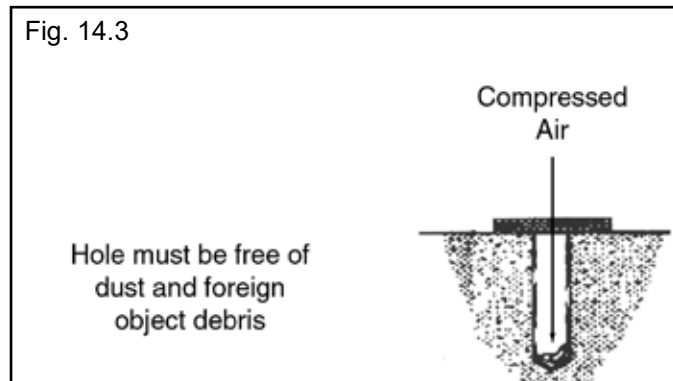 Fig. 14.3
Compressed
Air
Hole must be free of
dust and foreign
object debris